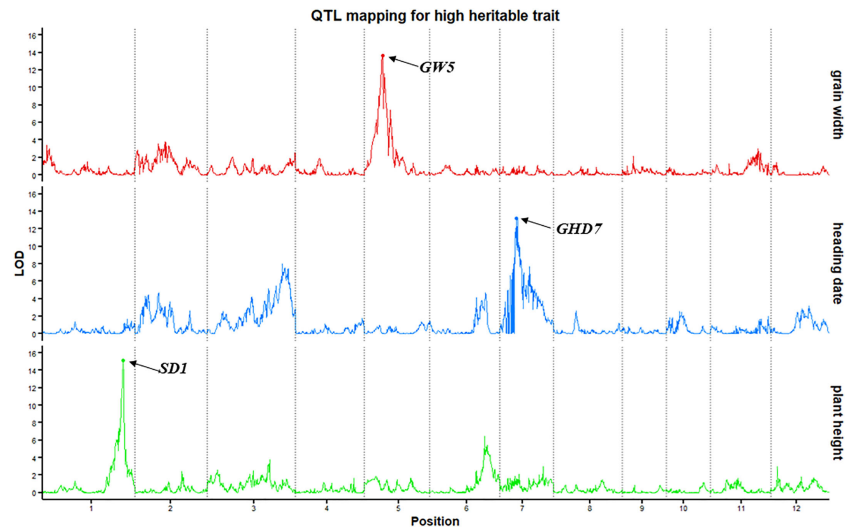 QTL mapping for high heritable trait
16
14
12
10
8
6
4
2
0
GW5
grain width
16
14
12
10
8
6
4
2
0
GHD7
heading date
LOD
16
14
12
10
8
6
4
2
0
SD1
plant height
1 2 3 4 5 6 7 8 9 10 11 12
Position